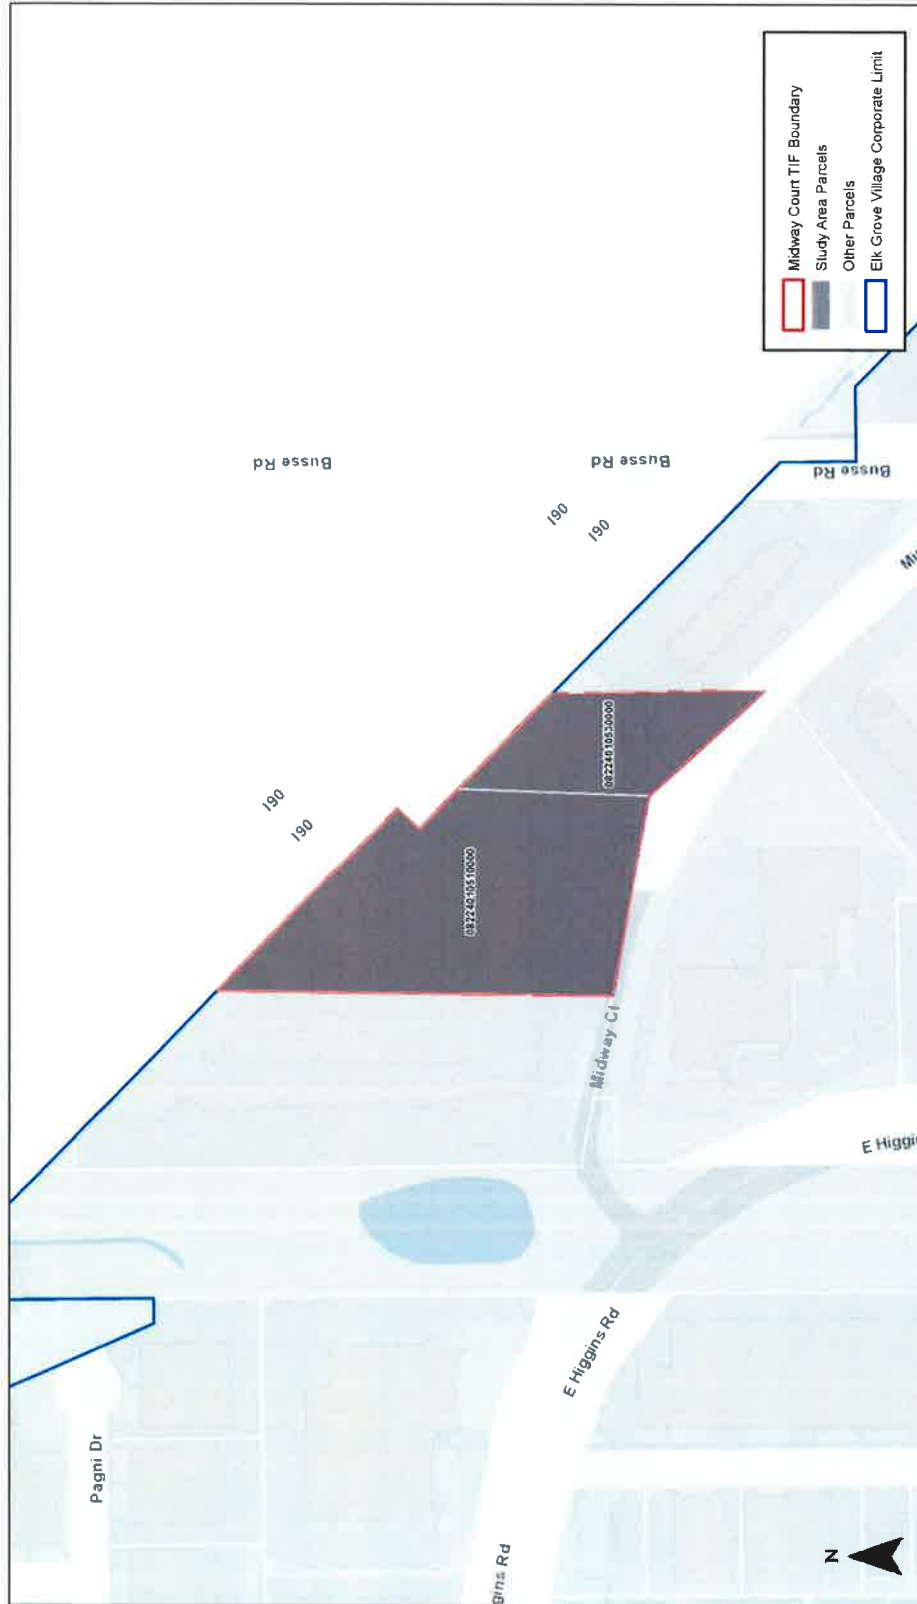 Midway Court TIF Boundary
Study Area Parcels
Other Parcels
Elk Grove Village Corporate Limit
Busse Rd
Busse Rd
Busse Rd
I90
I90
I90
I90
08224010510000
Midway Ct
E Higgins Rd
Pagni Dr
N